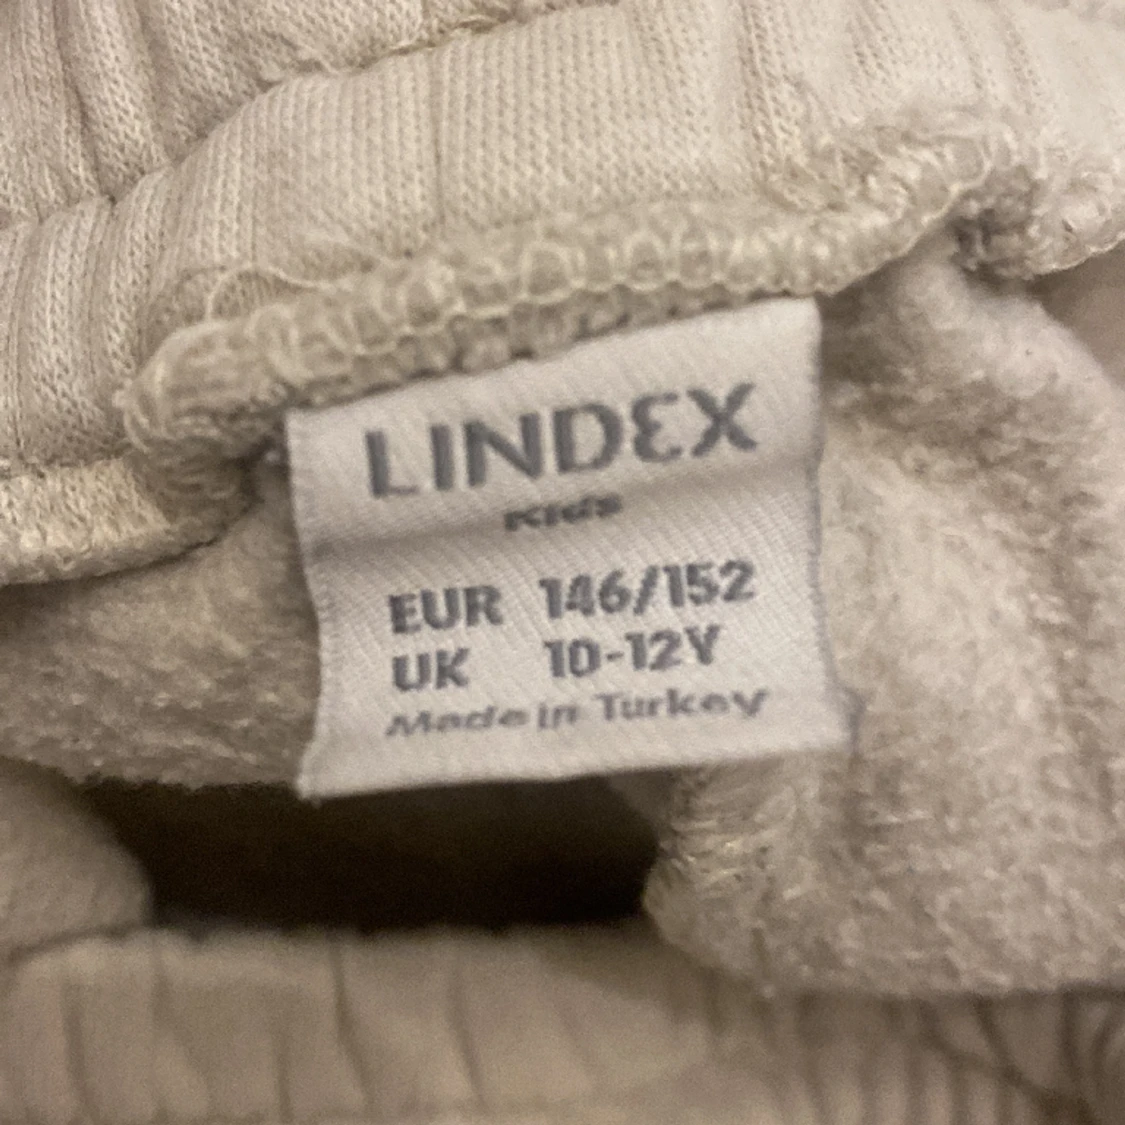 LINDEX
Kids
EUR 146/152
UK 10-12Y
Made in Turkey